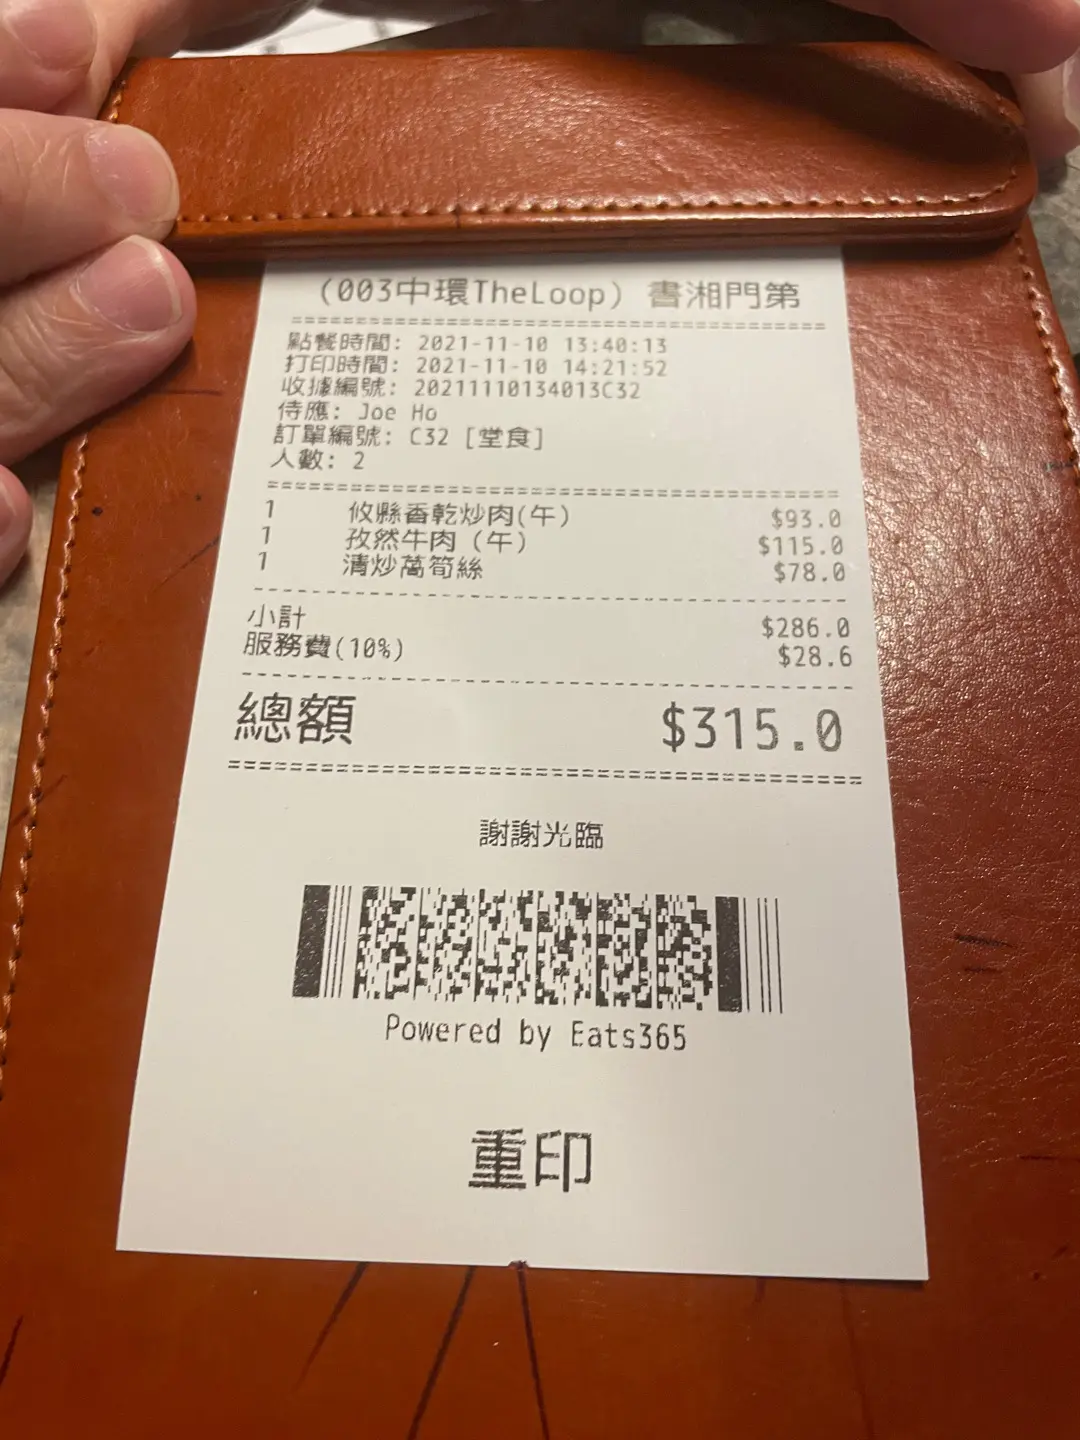 (003中環TheLoop) 書湘門第
點餐時間: 2021-11-10 13:40:13
打印時間: 2021-11-10 14:21:52
收據編號: 20211110134013C32
侍應: Joe Ho
訂單編號: C32 [堂食]
人數: 2
1 攸縣香乾炒肉(午) $93.0
1 孜然牛肉 (午) $115.0
1 清炒萵筍絲 $78.0
小計 $286.0
服務費(10%) $28.6
總額 $315.0
謝謝光臨
Powered by Eats365
重印